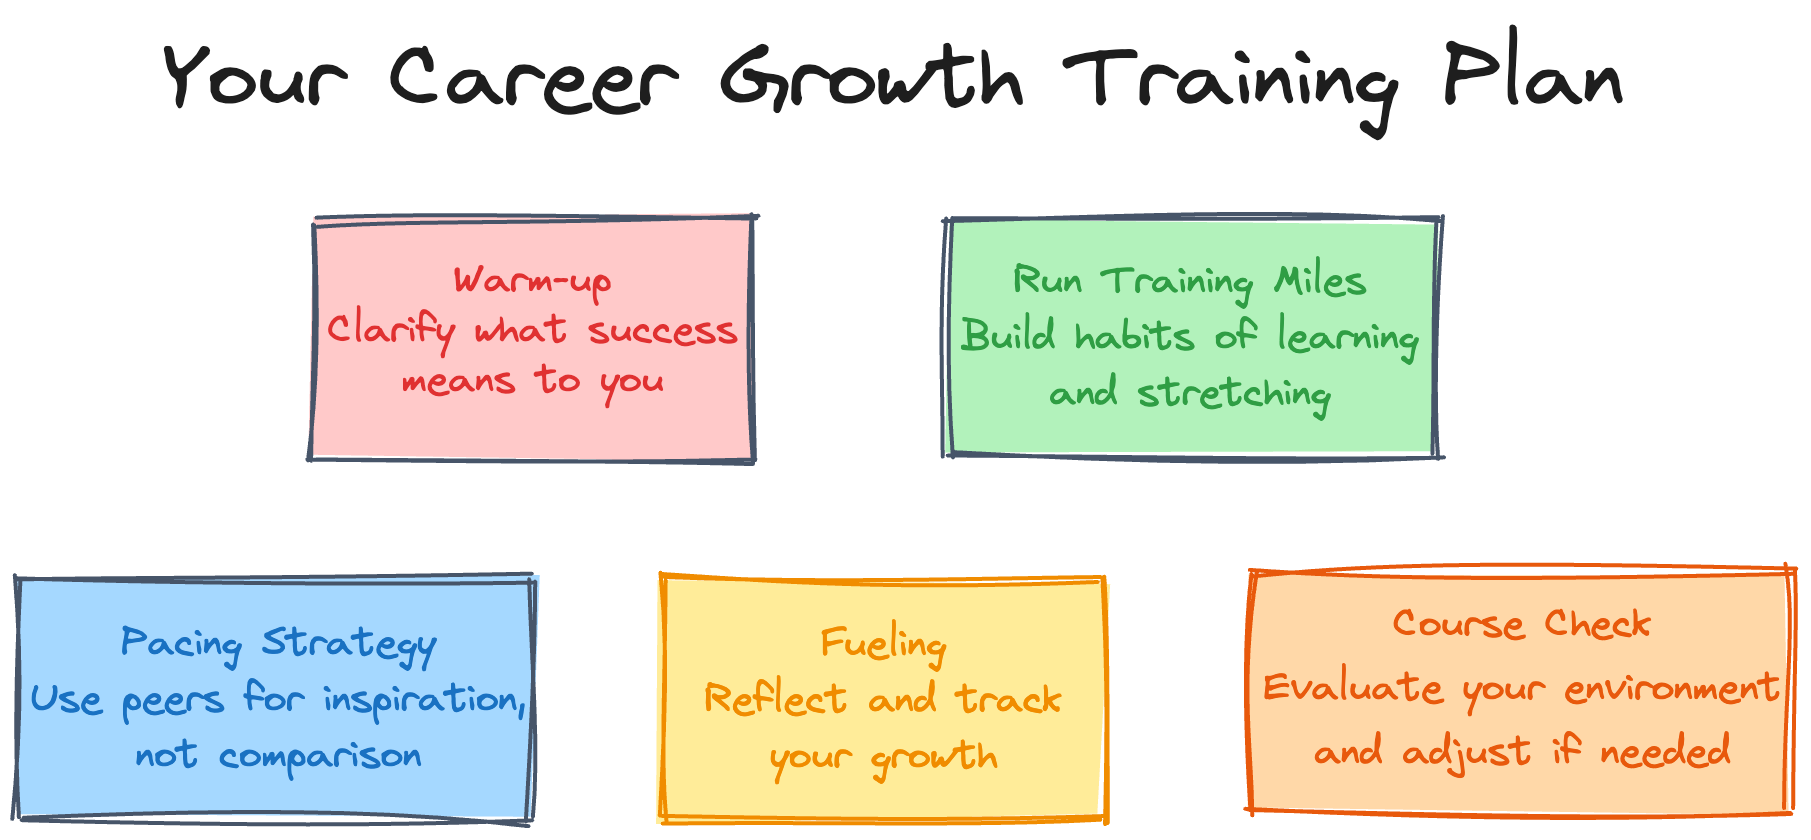 Your Career Growth Training Plan
Warm-up
Clarify what success
means to you
Run Training Miles
Build habits of learning
and stretching
Pacing Strategy
Use peers for inspiration,
not comparison
Fueling
Reflect and track
your growth
Course Check
Evaluate your environment
and adjust if needed